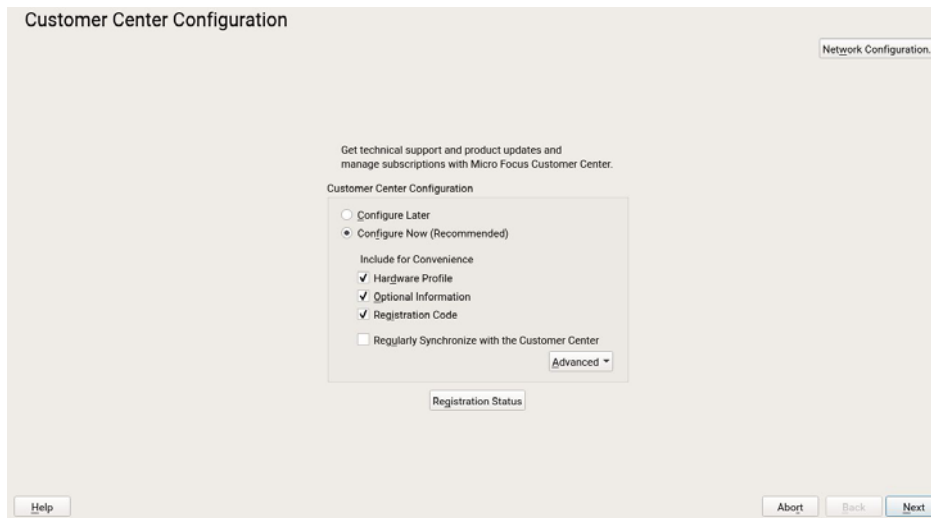 Customer Center Configuration
Network Configuration.
Get technical support and product updates and
manage subscriptions with Micro Focus Customer Center.
Customer Center Configuration
Configure Later
Configure Now (Recommended)
Include for Convenience
Hardware Profile
Optional Information
Registration Code
Regularly Synchronize with the Customer Center
Advanced
Registration Status
Help
Abort
Back
Next